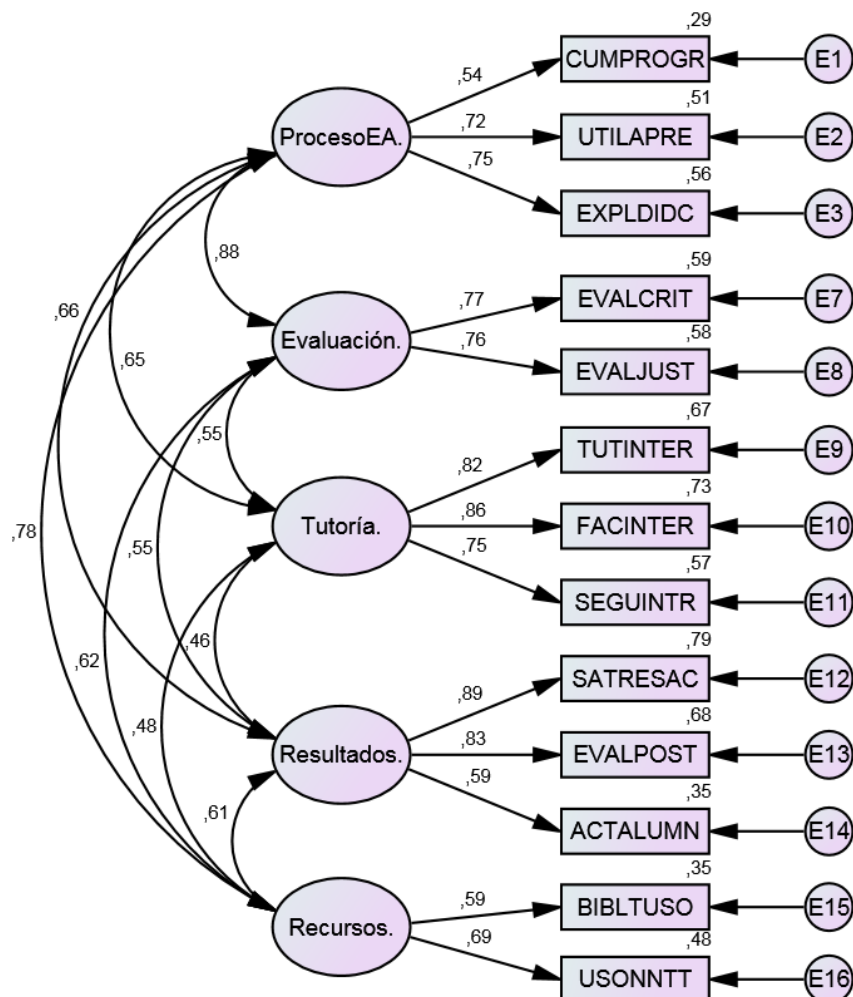 ,29
,54
CUMPROGR
E1
,51
ProcesoEA.
,72
UTILAPRE
E2
,56
,75
EXPLDIDC
E3
,88
,59
,77
EVALCRIT
E7
,66
Evaluación.
,58
,65
,76
EVALJUST
E8
,67
,55
,82
TUTINTER
E9
,73
,78
Tutoría.
,86
FACINTER
E10
,55
,57
,75
SEGUINTR
E11
,46
,79
,62
,89
SATRESAC
E12
,48
,68
Resultados.
,83
EVALPOST
E13
,35
,59
ACTALUMN
E14
,61
,35
,59
BIBLTUSO
E15
Recursos.
,48
,69
USONNTT
E16